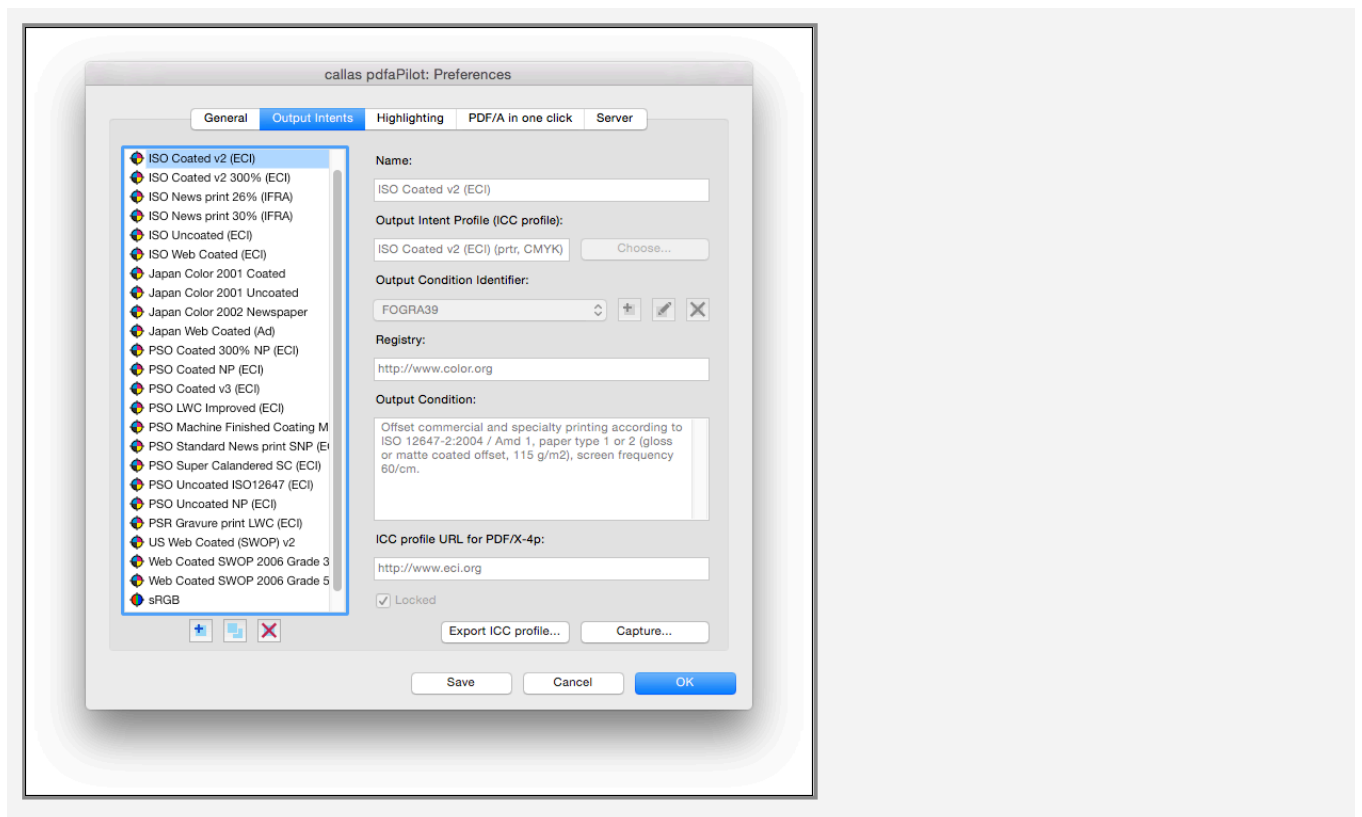 callas pdfaPilot: Preferences
General Output Intents Highlighting PDF/A in one click Server
ISO Coated v2 (ECI)
ISO Coated v2 300% (ECI)
ISO News print 26% (IFRA)
ISO News print 30% (IFRA)
ISO Uncoated (ECI)
ISO Web Coated (ECI)
Japan Color 2001 Coated
Japan Color 2001 Uncoated
Japan Color 2002 Newspaper
Japan Web Coated (Ad)
PSO Coated 300% NP (ECI)
PSO Coated NP (ECI)
PSO Coated v3 (ECI)
PSO LWC Improved (ECI)
PSO Machine Finished Coating M
PSO Standard News print SNP (E
PSO Super Calandered SC (ECI)
PSO Uncoated ISO12647 (ECI)
PSO Uncoated NP (ECI)
PSR Gravure print LWC (ECI)
US Web Coated (SWOP) v2
Web Coated SWOP 2006 Grade 3
Web Coated SWOP 2006 Grade 5
sRGB
Name:
ISO Coated v2 (ECI)
Output Intent Profile (ICC profile):
ISO Coated v2 (ECI) (prtr, CMYK) Choose...
Output Condition Identifier:
FOGRA39
Registry:
http://www.color.org
Output Condition:
Offset commercial and specialty printing according to
ISO 12647-2:2004 / Amd 1, paper type 1 or 2 (gloss
or matte coated offset, 115 g/m2), screen frequency
60/cm.
ICC profile URL for PDF/X-4p:
http://www.eci.org
Locked
Export ICC profile... Capture...
Save Cancel OK